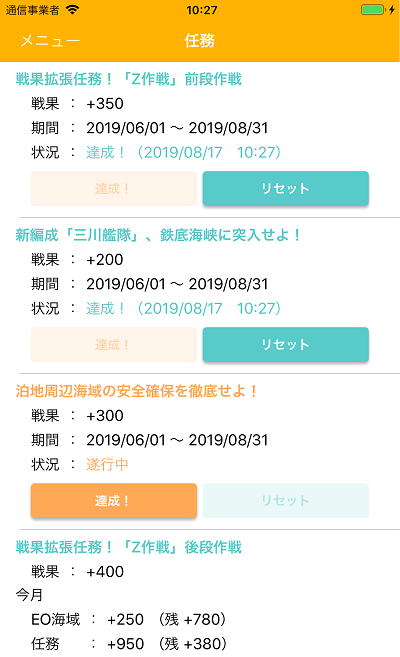 通信事業者 10:27
メニュー 任務
戦果拡張任務！「Z作戦」前段作戦
戦果 ： +350
期間 ： 2019/06/01 〜 2019/08/31
状況 ： 達成！（2019/08/17 10:27）
達成！ リセット
新編成「三川艦隊」、鉄底海峡に突入せよ！
戦果 ： +200
期間 ： 2019/06/01 〜 2019/08/31
状況 ： 達成！（2019/08/17 10:27）
達成！ リセット
泊地周辺海域の安全確保を徹底せよ！
戦果 ： +300
期間 ： 2019/06/01 〜 2019/08/31
状況 ： 遂行中
達成！ リセット
戦果拡張任務！「Z作戦」後段作戦
戦果 ： +400
今月
EO海域 ： +250 （残 +780）
任務 ： +950 （残 +380）